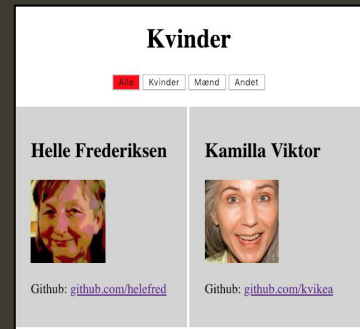 Kvinder
Alle Kvinder Mænd Andet
Helle Frederiksen
Kamilla Viktor
Github: github.com/helefred
Github: github.com/kvikea